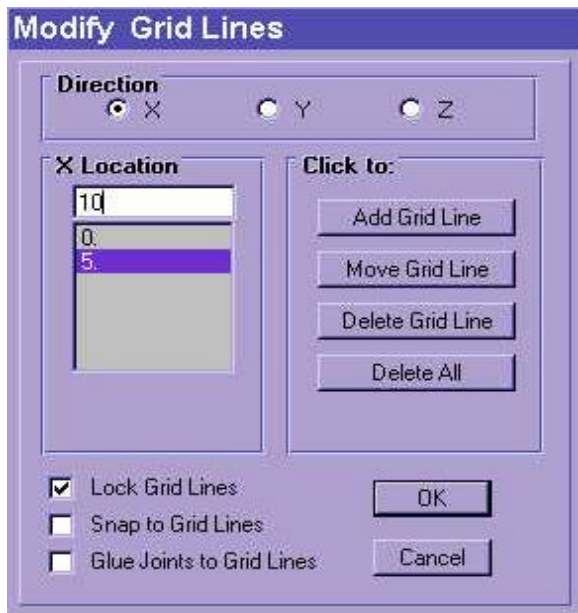 Modify Grid Lines
Direction
X Y Z
X Location
10
0.
5.
Click to:
Add Grid Line
Move Grid Line
Delete Grid Line
Delete All
Lock Grid Lines
Snap to Grid Lines
Glue Joints to Grid Lines
OK
Cancel